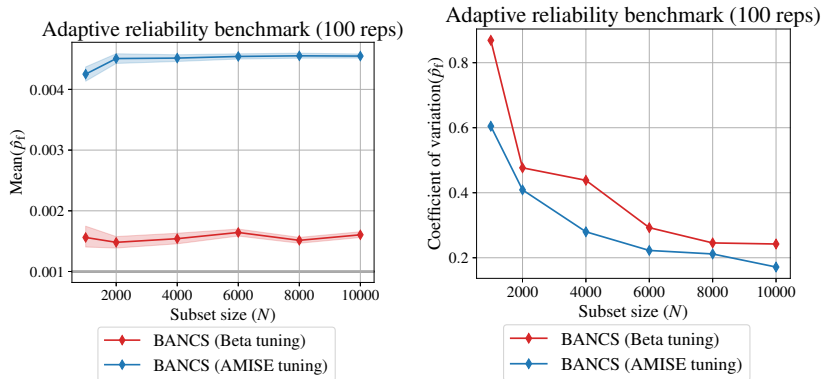 Adaptive reliability benchmark (100 reps)
Mean(p̂f)
0.004
0.003
0.002
0.001
2000 4000 6000 8000 10000
Subset size (N)
BANCS (Beta tuning)
BANCS (AMISE tuning)
Adaptive reliability benchmark (100 reps)
Coefficient of variation(p̂f)
0.8
0.6
0.4
0.2
2000 4000 6000 8000 10000
Subset size (N)
BANCS (Beta tuning)
BANCS (AMISE tuning)